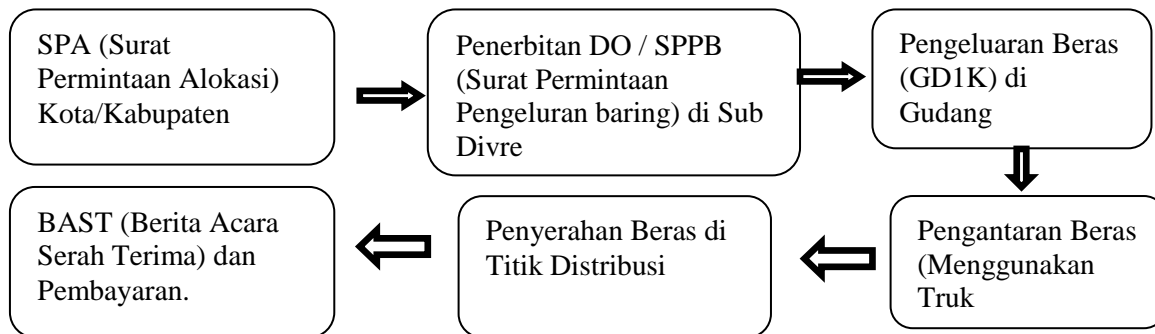 SPA (Surat
Permintaan Alokasi)
Kota/Kabupaten
Penerbitan DO / SPPB
(Surat Permintaan
Pengeluran baring) di Sub
Divre
Pengeluaran Beras
(GD1K) di
Gudang
Pengantaran Beras
(Menggunakan
Truk
Penyerahan Beras di
Titik Distribusi
BAST (Berita Acara
Serah Terima) dan
Pembayaran.